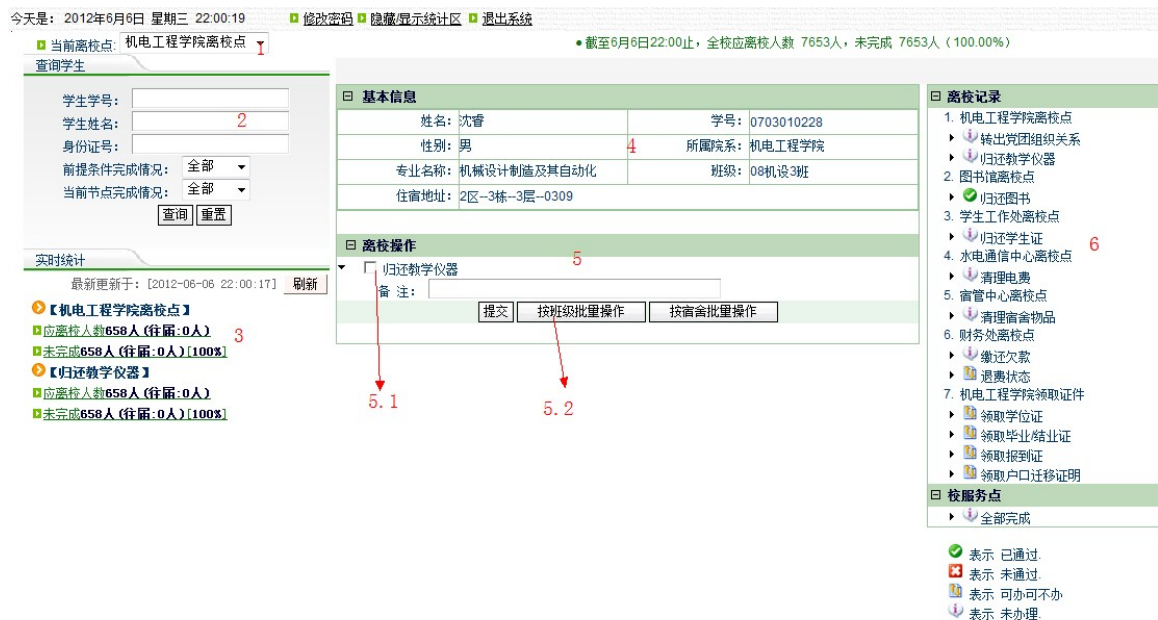 今天是: 2012年6月6日 星期三 22:00:19 修改密码 隐藏/显示统计区 退出系统
当前离校点: 机电工程学院离校点 1
•截至6月6日22:00止，全校应离校人数 7653人，未完成 7653人（100.00%）
查询学生
学生学号:
学生姓名: 2
身份证号:
前提条件完成情况: 全部
当前节点完成情况: 全部
查询 重置
实时统计
最新更新于: [2012-06-06 22:00:17] 刷新
【机电工程学院离校点】
应离校人数658人(往届:0人) 3
未完成658人(往届:0人)[100%]
【归还教学仪器】
应离校人数658人(往届:0人)
未完成658人(往届:0人)[100%]
基本信息
姓名: 沈睿 学号: 0703010228
性别: 男 4 所属院系: 机电工程学院
专业名称: 机械设计制造及其自动化 班级: 08机设3班
住宿地址: 2区--3栋--3层--0309
离校操作
归还教学仪器 5
备 注:
提交 按班级批量操作 按宿舍批量操作
5.1 5.2
离校记录
1. 机电工程学院离校点
转出党团组织关系
归还教学仪器
2. 图书馆离校点
归还图书
3. 学生工作处离校点
归还学生证 6
4. 水电通信中心离校点
清理电费
5. 宿管中心离校点
清理宿舍物品
6. 财务处离校点
缴还欠款
退费状态
7. 机电工程学院领取证件
领取学位证
领取毕业/结业证
领取报到证
领取户口迁移证明
校服务点
全部完成
表示 已通过.
表示 未通过.
表示 可办可不办
表示 未办理.